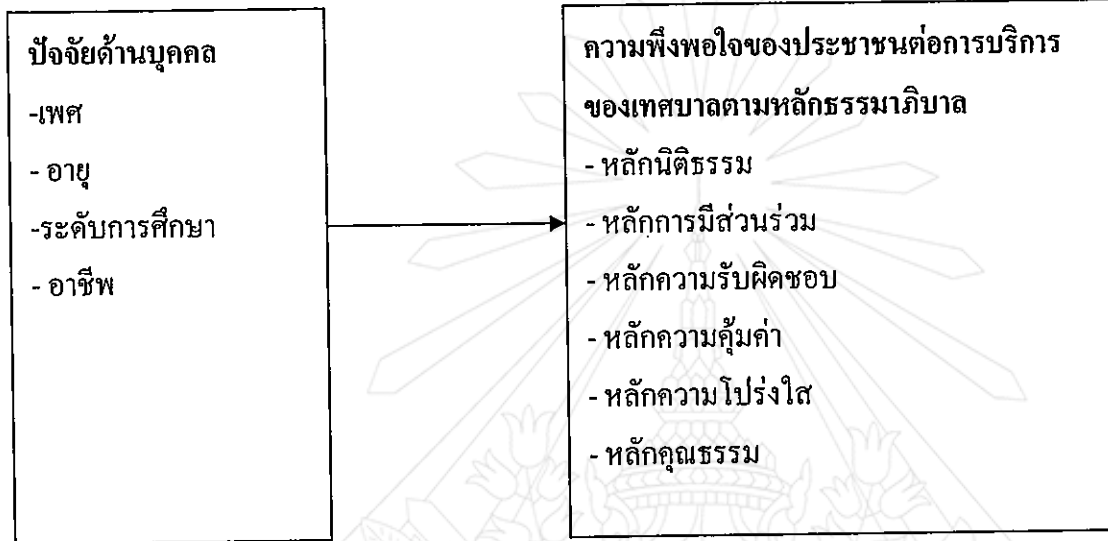 ปัจจัยด้านบุคคล
-เพศ
- อายุ
-ระดับการศึกษา
- อาชีพ
ความพึงพอใจของประชาชนต่อการบริการ
ของเทศบาลตามหลักธรรมาภิบาล
- หลักนิติธรรม
- หลักการมีส่วนร่วม
- หลักความรับผิดชอบ
- หลักความคุ้มค่า
- หลักความโปร่งใส
- หลักคุณธรรม